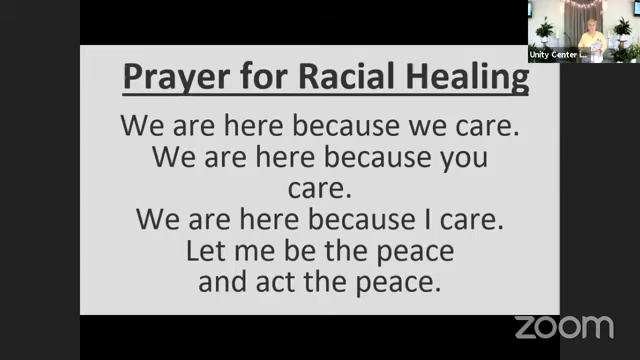 Unity Center i...
Prayer for Racial Healing
We are here because we care.
We are here because you
care.
We are here because I care.
Let me be the peace
and act the peace.
zoom